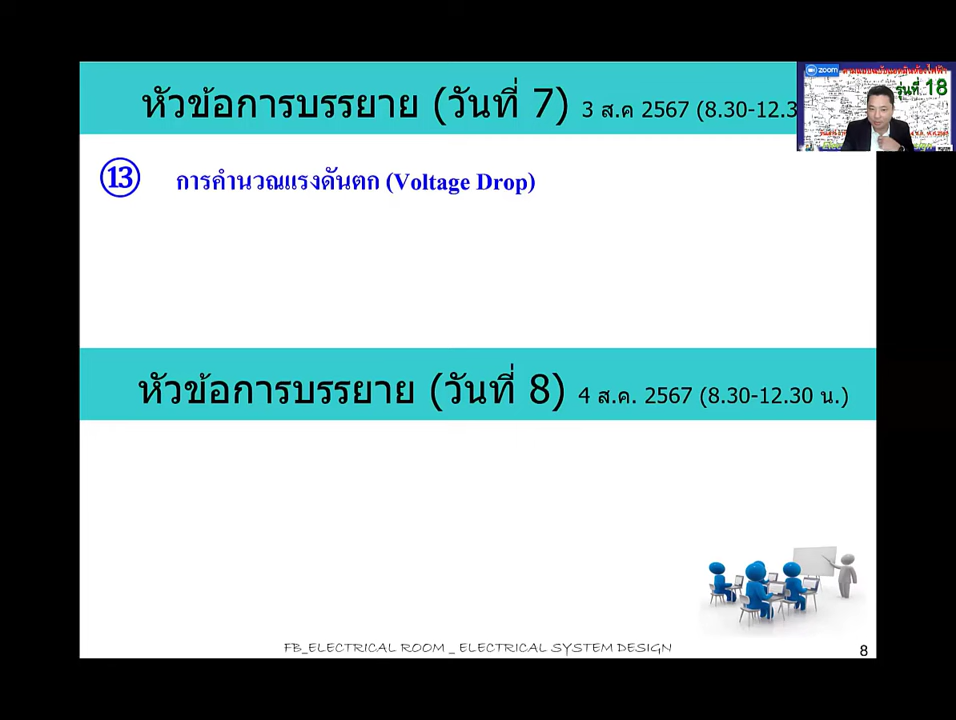 หัวข้อการบรรยาย (วันที่ 7) 3 ส.ค 2567 (8.30-12.3
zoom
รุ่นที่ 18
⑬ การคำนวณแรงดันตก (Voltage Drop)
หัวข้อการบรรยาย (วันที่ 8) 4 ส.ค. 2567 (8.30-12.30 น.)
FB_ELECTRICAL ROOM _ ELECTRICAL SYSTEM DESIGN
8